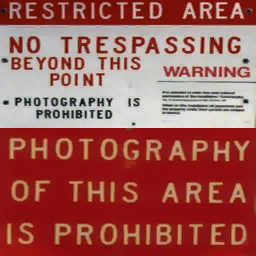 RESTRICTED AREA
NO TRESPASSING
BEYOND THIS
POINT
PHOTOGRAPHY IS
PROHIBITED
WARNING
PHOTOGRAPHY
OF THIS AREA
IS PROHIBITED